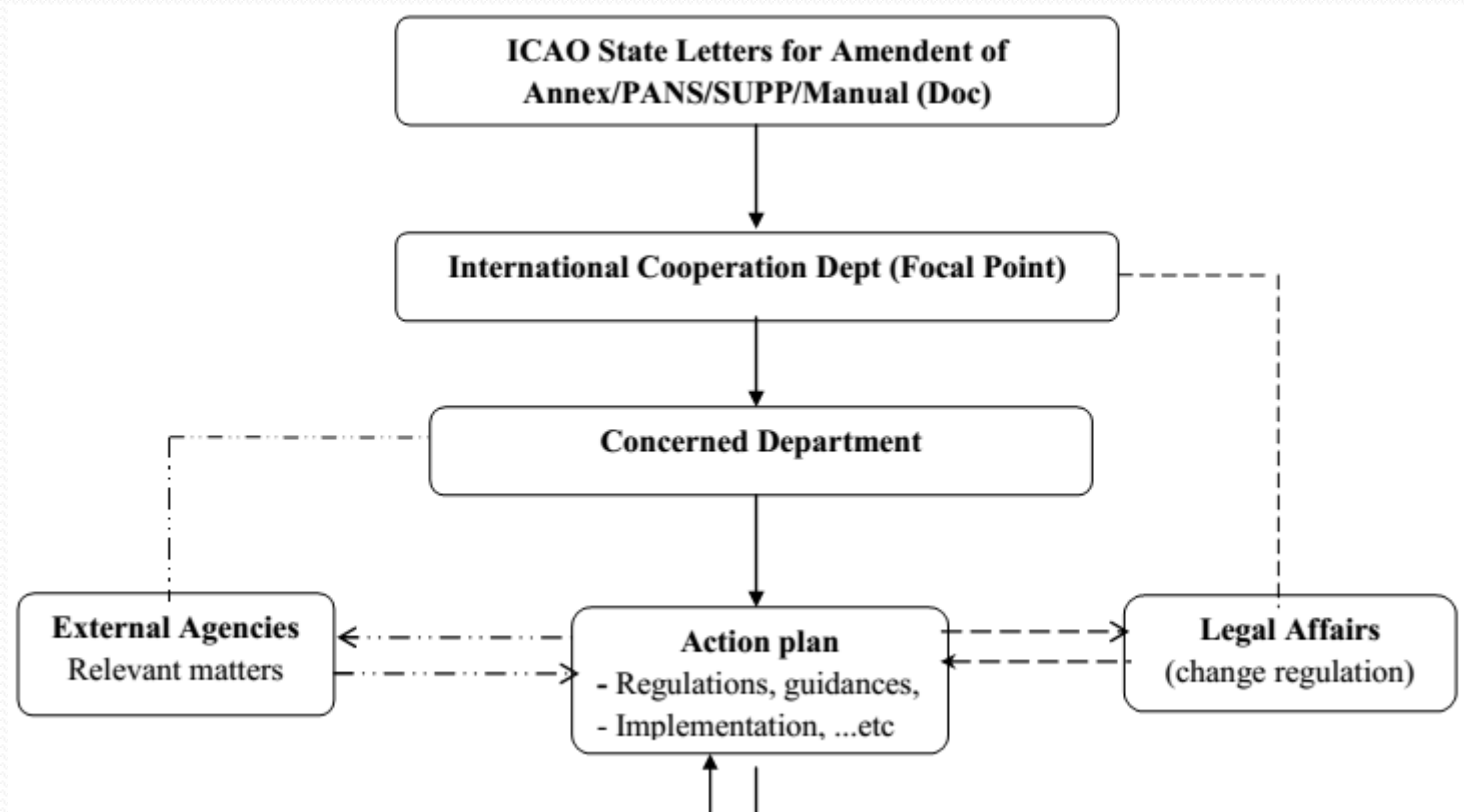 ICAO State Letters for Amendent of
Annex/PANS/SUPP/Manual (Doc)
International Cooperation Dept (Focal Point)
Concerned Department
External Agencies
Relevant matters
Action plan
- Regulations, guidances,
- Implementation, ...etc
Legal Affairs
(change regulation)